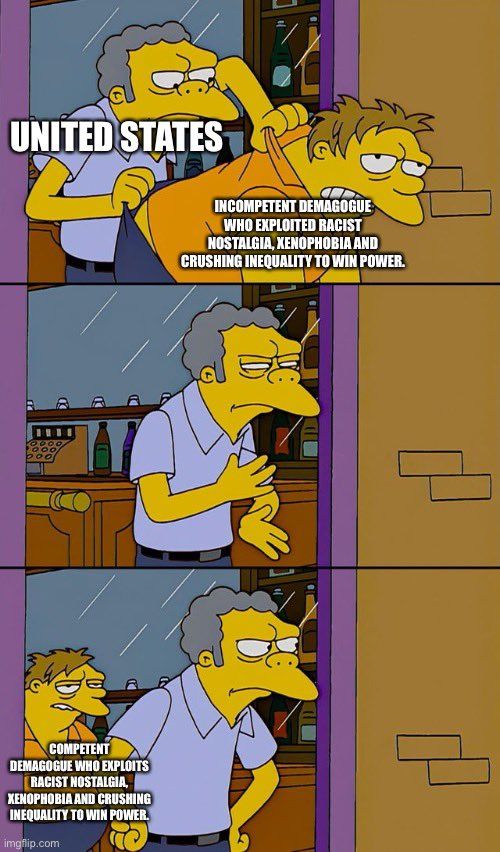 UNITED STATES
INCOMPETENT DEMAGOGUE
WHO EXPLOITED RACIST
NOSTALGIA, XENOPHOBIA AND
CRUSHING INEQUALITY TO WIN POWER.
COMPETENT
DEMAGOGUE WHO EXPLOITS
RACIST NOSTALGIA,
XENOPHOBIA AND CRUSHING
INEQUALITY TO WIN POWER.
imgflip.com